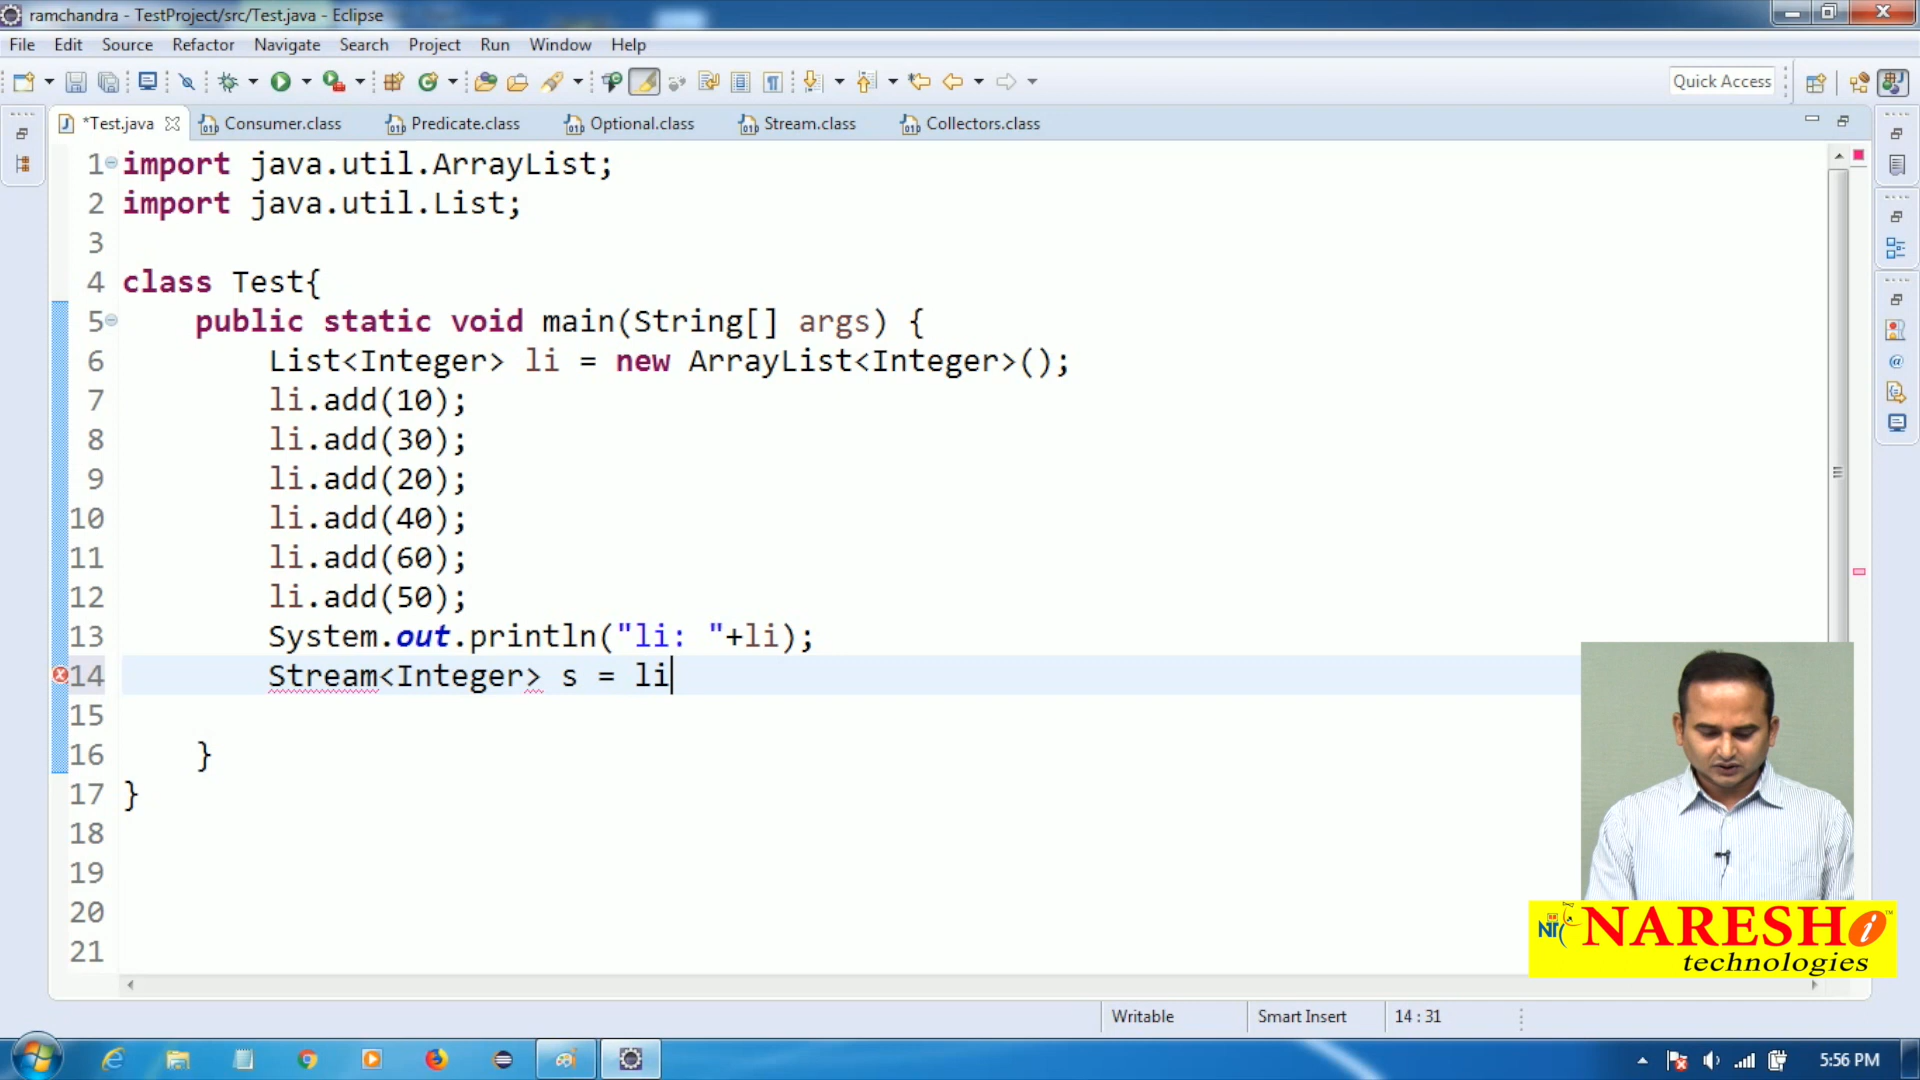 ramchandra - TestProject/src/Test.java - Eclipse
File Edit Source Refactor Navigate Search Project Run Window Help
Quick Access
*Test.java Consumer.class Predicate.class Optional.class Stream.class Collectors.class
1 import java.util.ArrayList;
2 import java.util.List;
3
4 class Test{
5 public static void main(String[] args) {
6 List<Integer> li = new ArrayList<Integer>();
7 li.add(10);
8 li.add(30);
9 li.add(20);
10 li.add(40);
11 li.add(60);
12 li.add(50);
13 System.out.println("li: "+li);
14 Stream<Integer> s = li
15
16 }
17 }
18
19
20
21
NARESH i
technologies
Writable Smart Insert 14 : 31
5:56 PM